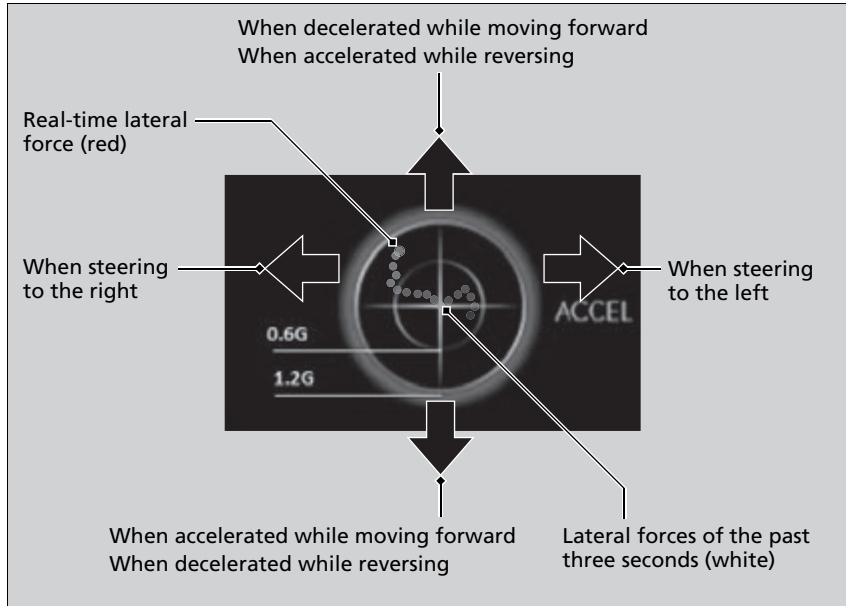 When decelerated while moving forward
When accelerated while reversing
Real-time lateral
force (red)
When steering
to the right
When steering
to the left
ACCEL
0.6G
1.2G
When accelerated while moving forward
When decelerated while reversing
Lateral forces of the past
three seconds (white)